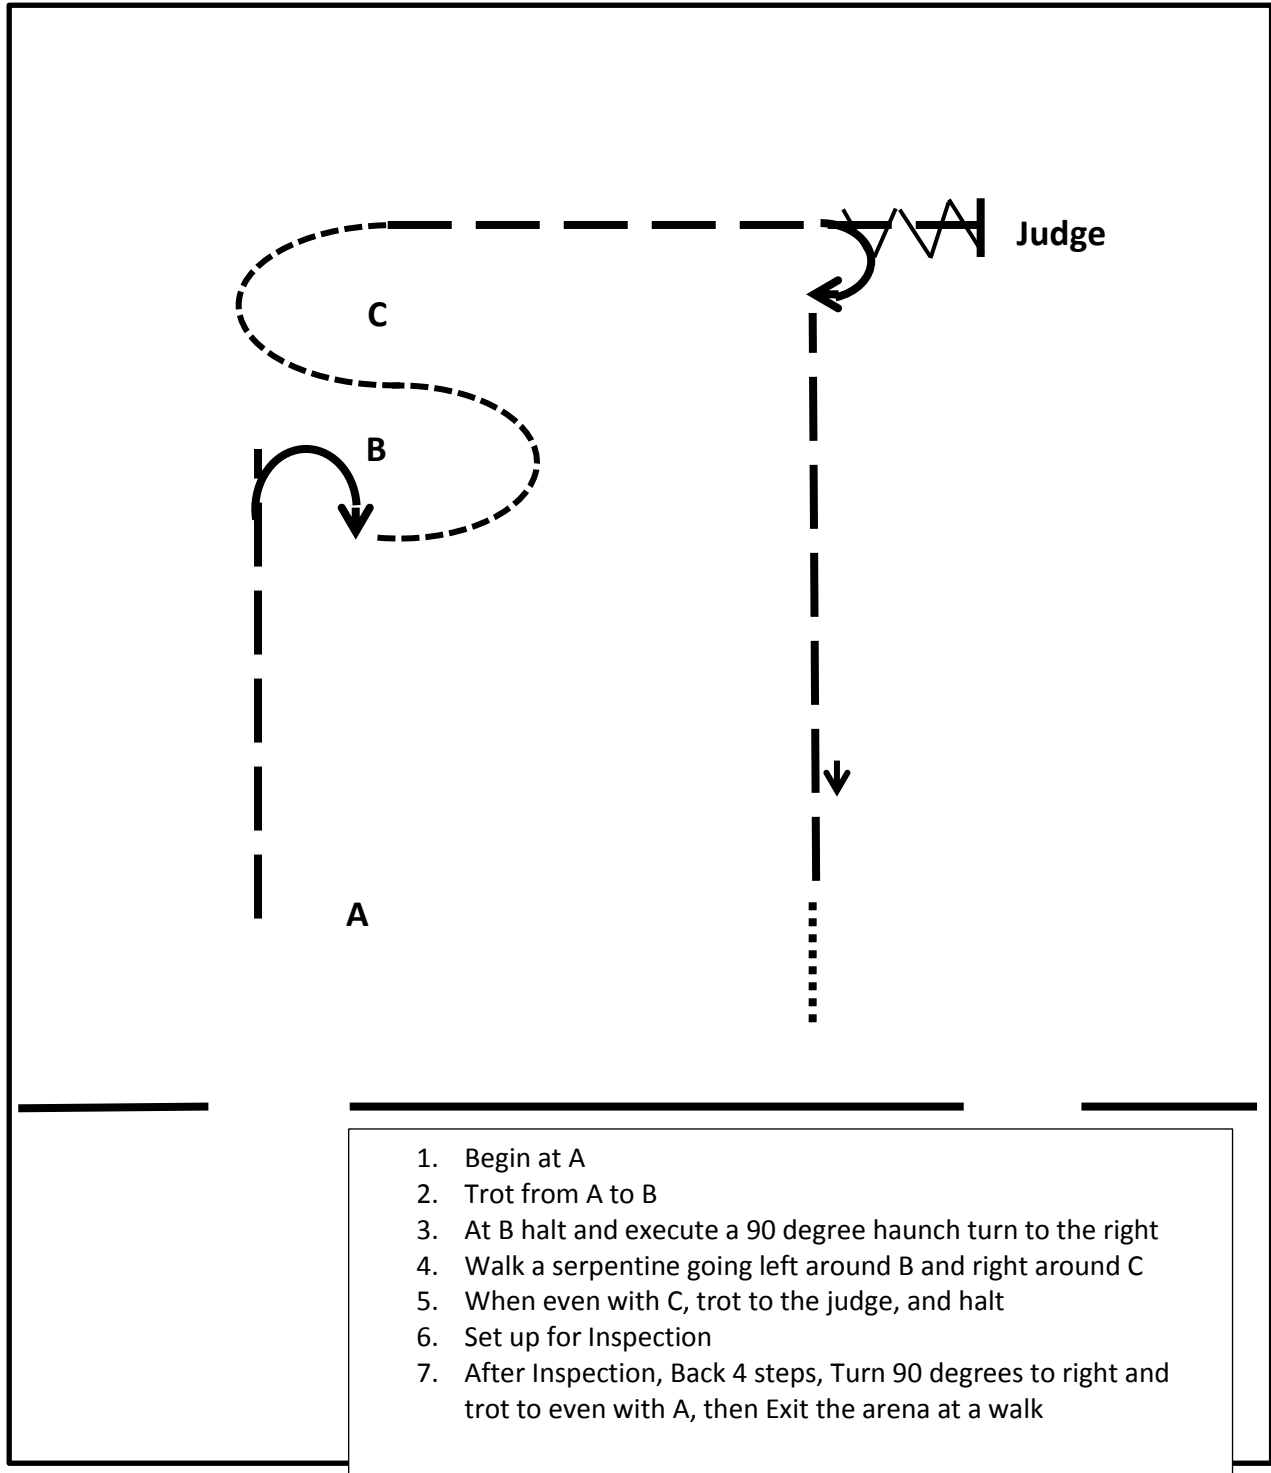 Judge
C
B
A
1. Begin at A
2. Trot from A to B
3. At B halt and execute a 90 degree haunch turn to the right
4. Walk a serpentine going left around B and right around C
5. When even with C, trot to the judge, and halt
6. Set up for Inspection
7. After Inspection, Back 4 steps, Turn 90 degrees to right and
trot to even with A, then Exit the arena at a walk